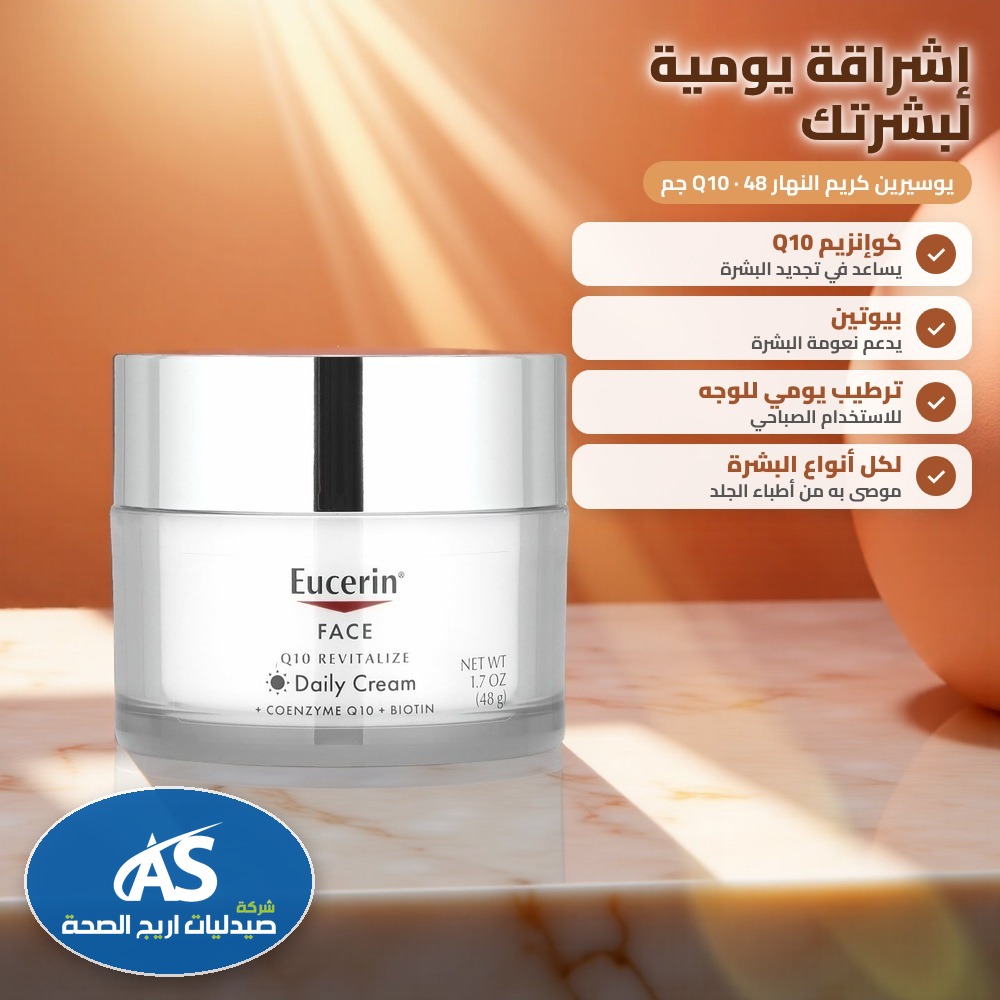 إشراقة يومية
لبشرتك
يوسيرين كريم النهار Q10 · 48 جم
كوإنزيم Q10
يساعد في تجديد البشرة
بيوتين
يدعم نعومة البشرة
ترطيب يومي للوجه
للاستخدام الصباحي
لكل أنواع البشرة
موصى به من أطباء الجلد
Eucerin®
FACE
Q10 REVITALIZE
Daily Cream
+ COENZYME Q10 + BIOTIN
NET WT
1.7 OZ
(48 g)
AS
شركة
صيدليات اريج الصحة